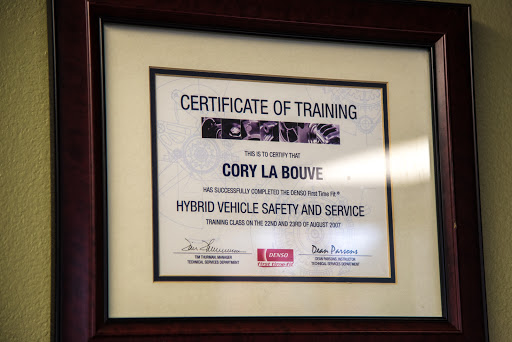 CERTIFICATE OF TRAINING
THIS IS TO CERTIFY THAT
CORY LA BOUVE
HAS SUCCESSFULLY COMPLETED THE DENSO First Time Fit®
HYBRID VEHICLE SAFETY AND SERVICE
TRAINING CLASS ON THE 22ND AND 23RD OF AUGUST 2007
Dean Parsons
DENSO
First Time Fit
TIM THURMAN, MANAGER
TECHNICAL SERVICES DEPARTMENT
DEAN PARSONS, INSTRUCTOR
TECHNICAL SERVICES DEPARTMENT